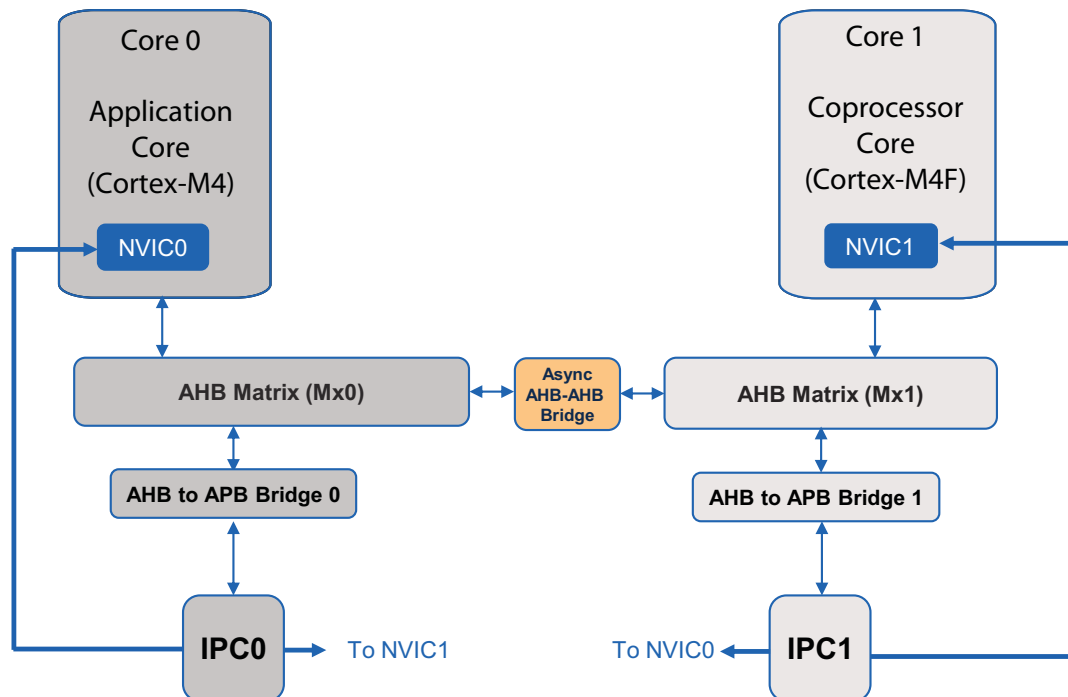 Core 0
Application
Core
(Cortex-M4)
NVIC0
Core 1
Coprocessor
Core
(Cortex-M4F)
NVIC1
AHB Matrix (Mx0)
Async
AHB-AHB
Bridge
AHB Matrix (Mx1)
AHB to APB Bridge 0
AHB to APB Bridge 1
IPC0
To NVIC1
To NVIC0
IPC1